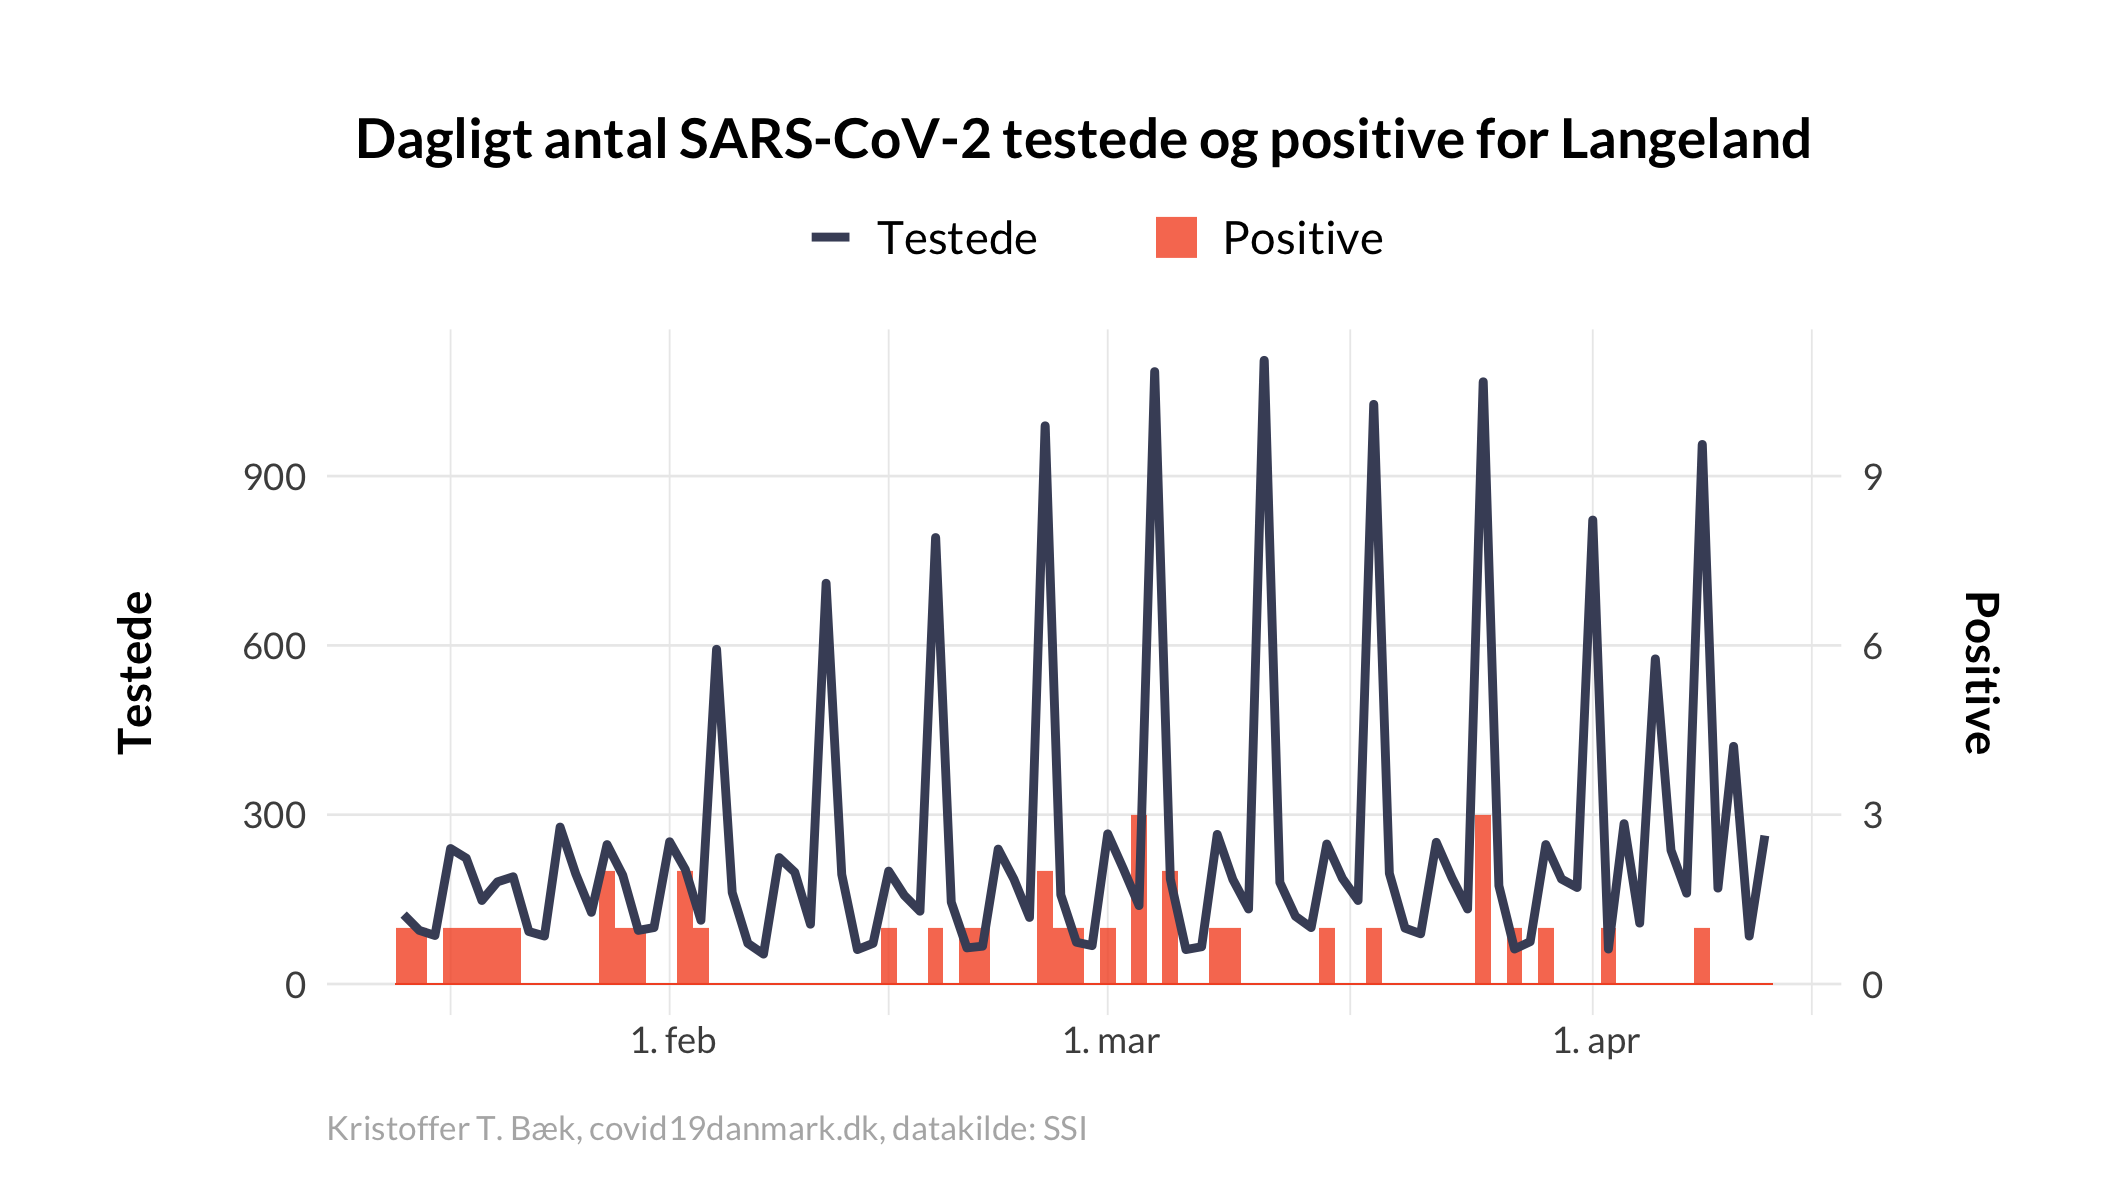 Dagligt antal SARS-CoV-2 testede og positive for Langeland
Testede
Positive
900
600
300
0
9
6
3
0
Testede
Positive
1. feb
1. mar
1. apr
Kristoffer T. Bæk, covid19danmark.dk, datakilde: SSI